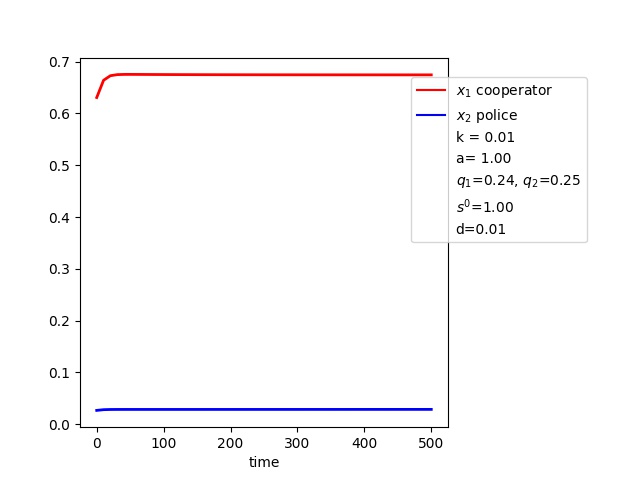 0.7
0.6
0.5
0.4
0.3
0.2
0.1
0.0
0 100 200 300 400 500
time
x₁ cooperator
x₂ police
k = 0.01
a= 1.00
q₁=0.24, q₂=0.25
s⁰=1.00
d=0.01